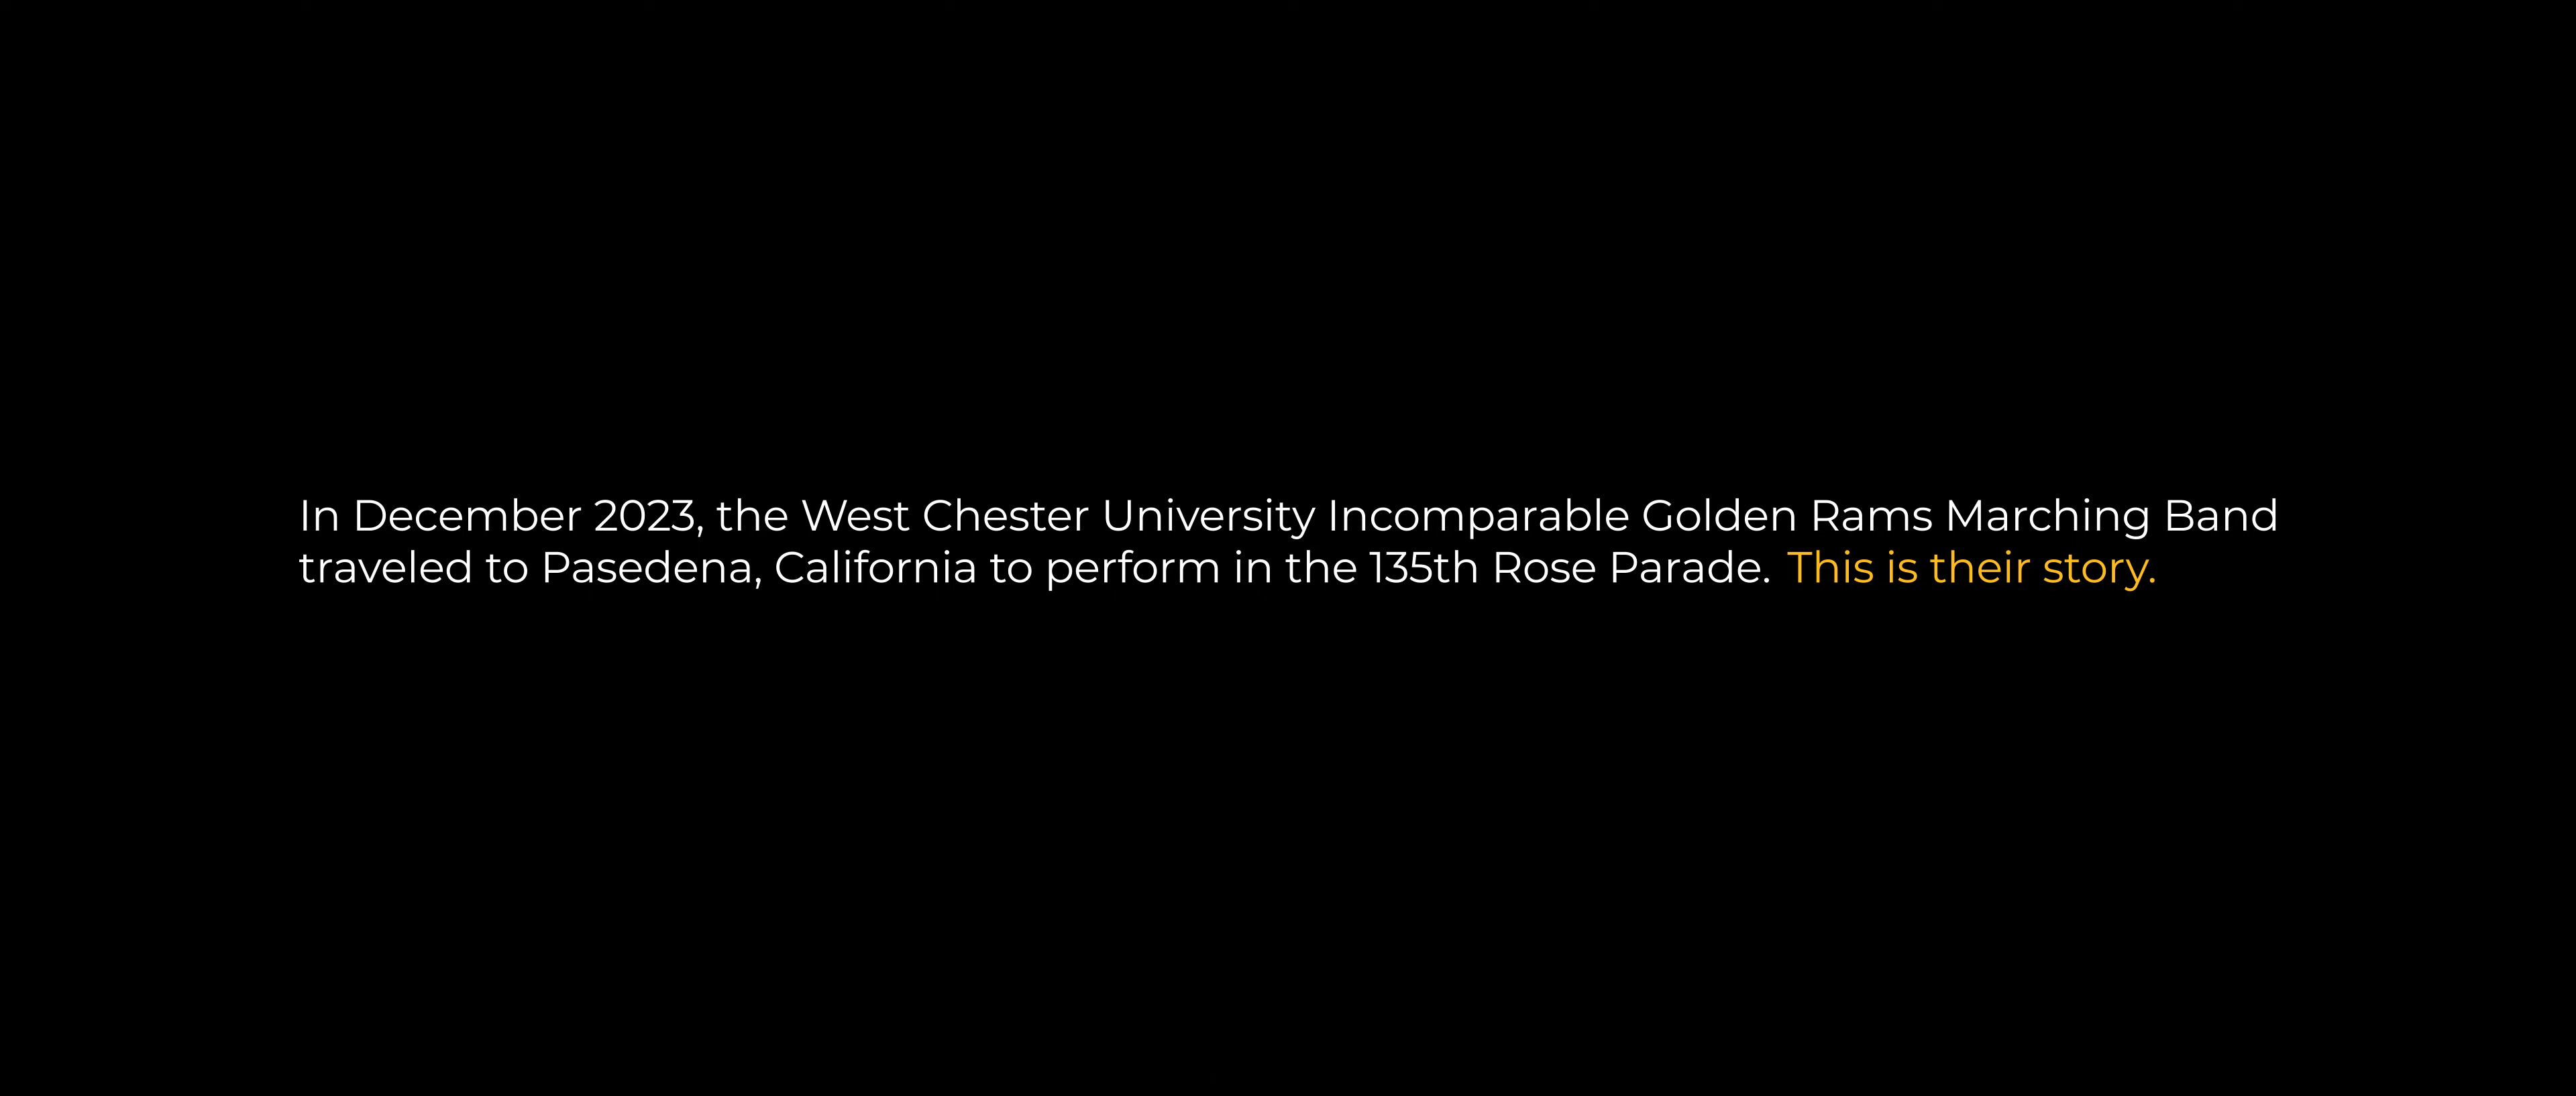 In December 2023, the West Chester University Incomparable Golden Rams Marching Band
traveled to Pasedena, California to perform in the 135th Rose Parade. This is their story.